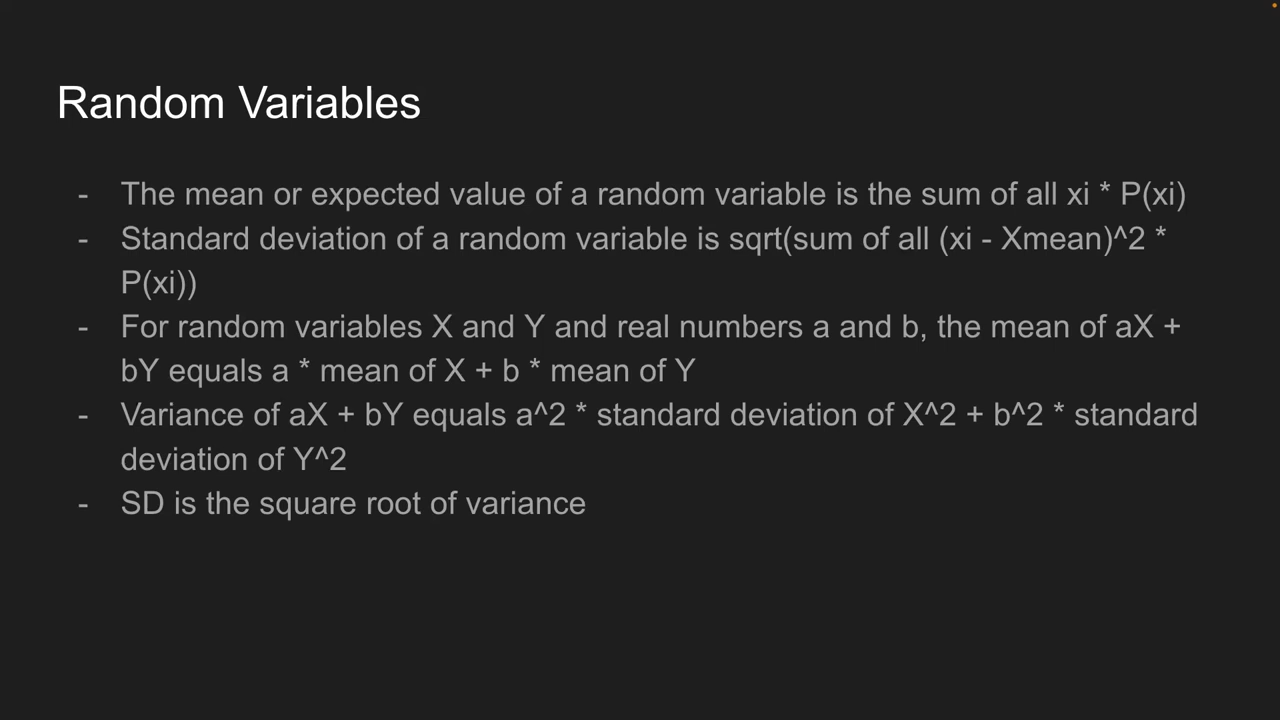 Random Variables
- The mean or expected value of a random variable is the sum of all xi * P(xi)
- Standard deviation of a random variable is sqrt(sum of all (xi - Xmean)^2 *
P(xi))
- For random variables X and Y and real numbers a and b, the mean of aX +
bY equals a * mean of X + b * mean of Y
- Variance of aX + bY equals a^2 * standard deviation of X^2 + b^2 * standard
deviation of Y^2
- SD is the square root of variance